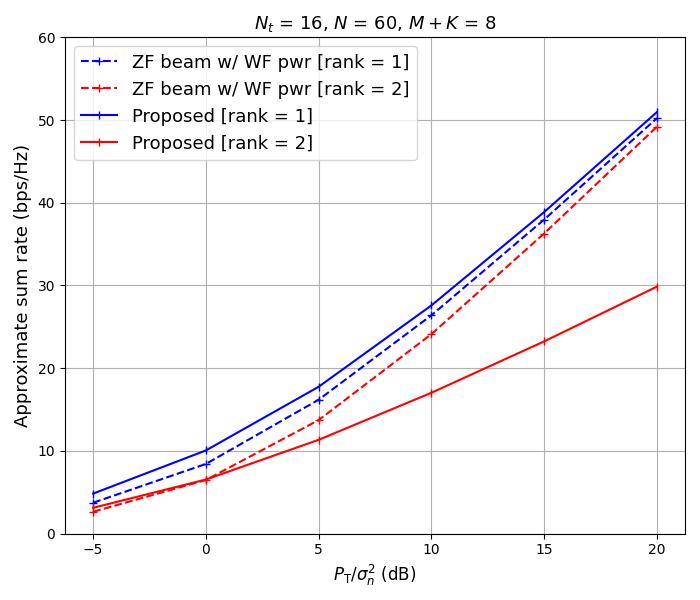 N_t = 16, N = 60, M + K = 8
60
50
40
30
20
10
0
Approximate sum rate (bps/Hz)
ZF beam w/ WF pwr [rank = 1]
ZF beam w/ WF pwr [rank = 2]
Proposed [rank = 1]
Proposed [rank = 2]
−5 0 5 10 15 20
P_T/σ_n^2 (dB)